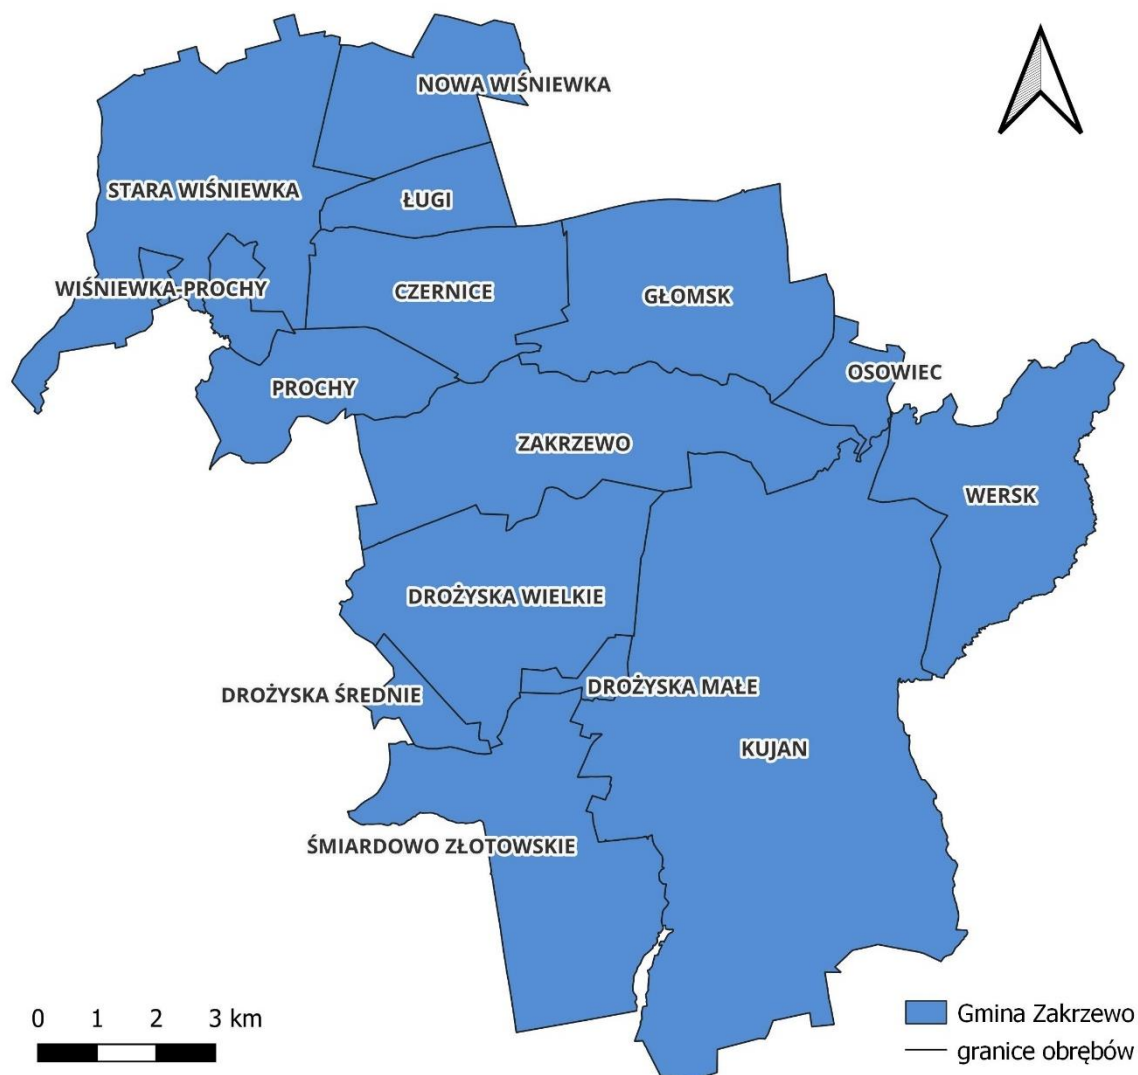 NOWA WIŚNIEWKA
STARA WIŚNIEWKA
ŁUGI
WIŚNIEWKA-PROCHY
CZERNICE
GŁOMSK
PROCHY
OSOWIEC
ZAKRZEWO
WERSK
DROŻYSKA WIELKIE
DROŻYSKA ŚREDNIE
DROŻYSKA MAŁE
KUJAN
ŚMIARDOWO ZŁOTOWSKIE
0 1 2 3 km
Gmina Zakrzewo
granice obrębów